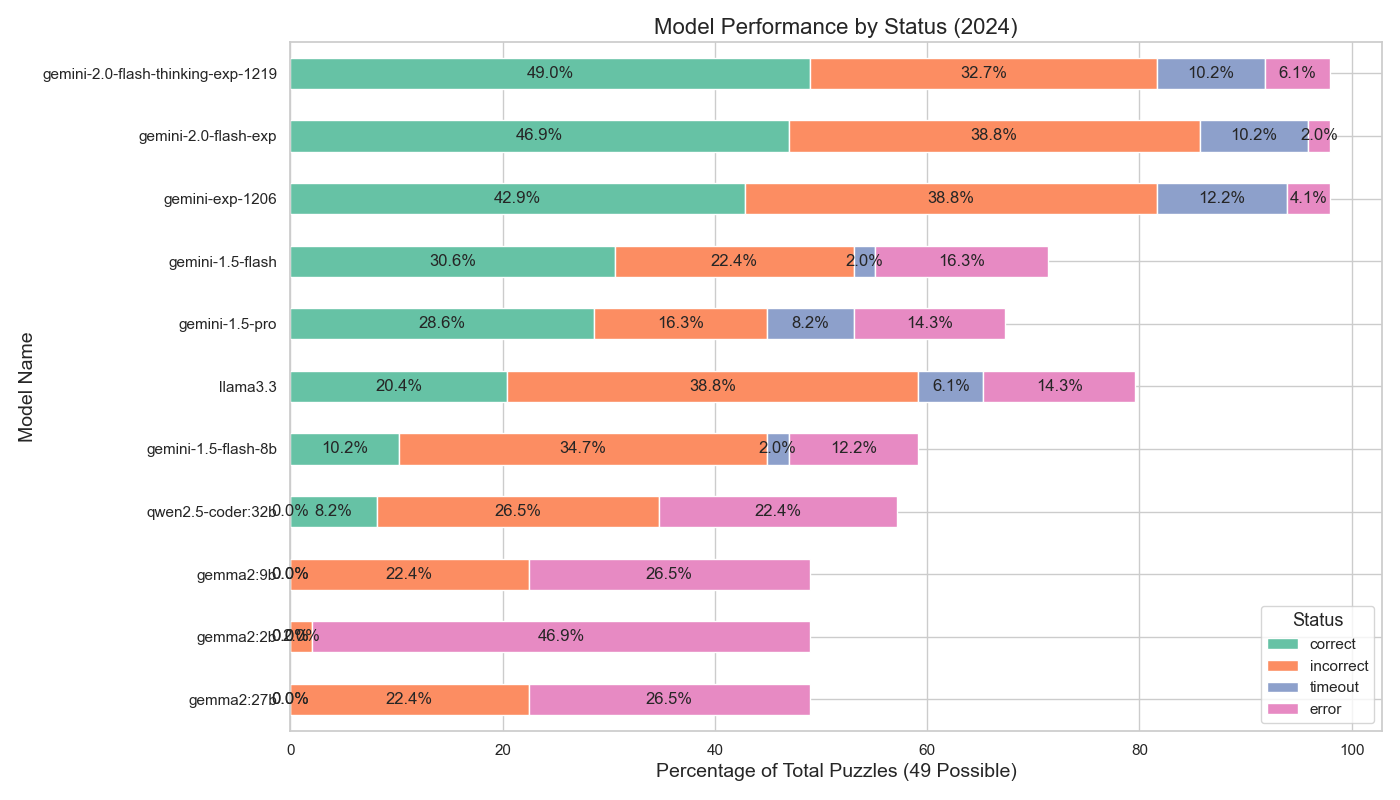 Model Performance by Status (2024)
gemini-2.0-flash-thinking-exp-1219 49.0% 32.7% 10.2% 6.1%
gemini-2.0-flash-exp 46.9% 38.8% 10.2% 2.0%
gemini-exp-1206 42.9% 38.8% 12.2% 4.1%
gemini-1.5-flash 30.6% 22.4% 2.0% 16.3%
gemini-1.5-pro 28.6% 16.3% 8.2% 14.3%
llama3.3 20.4% 38.8% 6.1% 14.3%
gemini-1.5-flash-8b 10.2% 34.7% 2.0% 12.2%
qwen2.5-coder:32b 0.0% 8.2% 26.5% 22.4%
gemma2:9b 0.0% 22.4% 26.5%
gemma2:2b 0.0% 2.0% 46.9%
gemma2:27b 0.0% 22.4% 26.5%
Model Name
0 20 40 60 80 100
Percentage of Total Puzzles (49 Possible)
Status
correct
incorrect
timeout
error